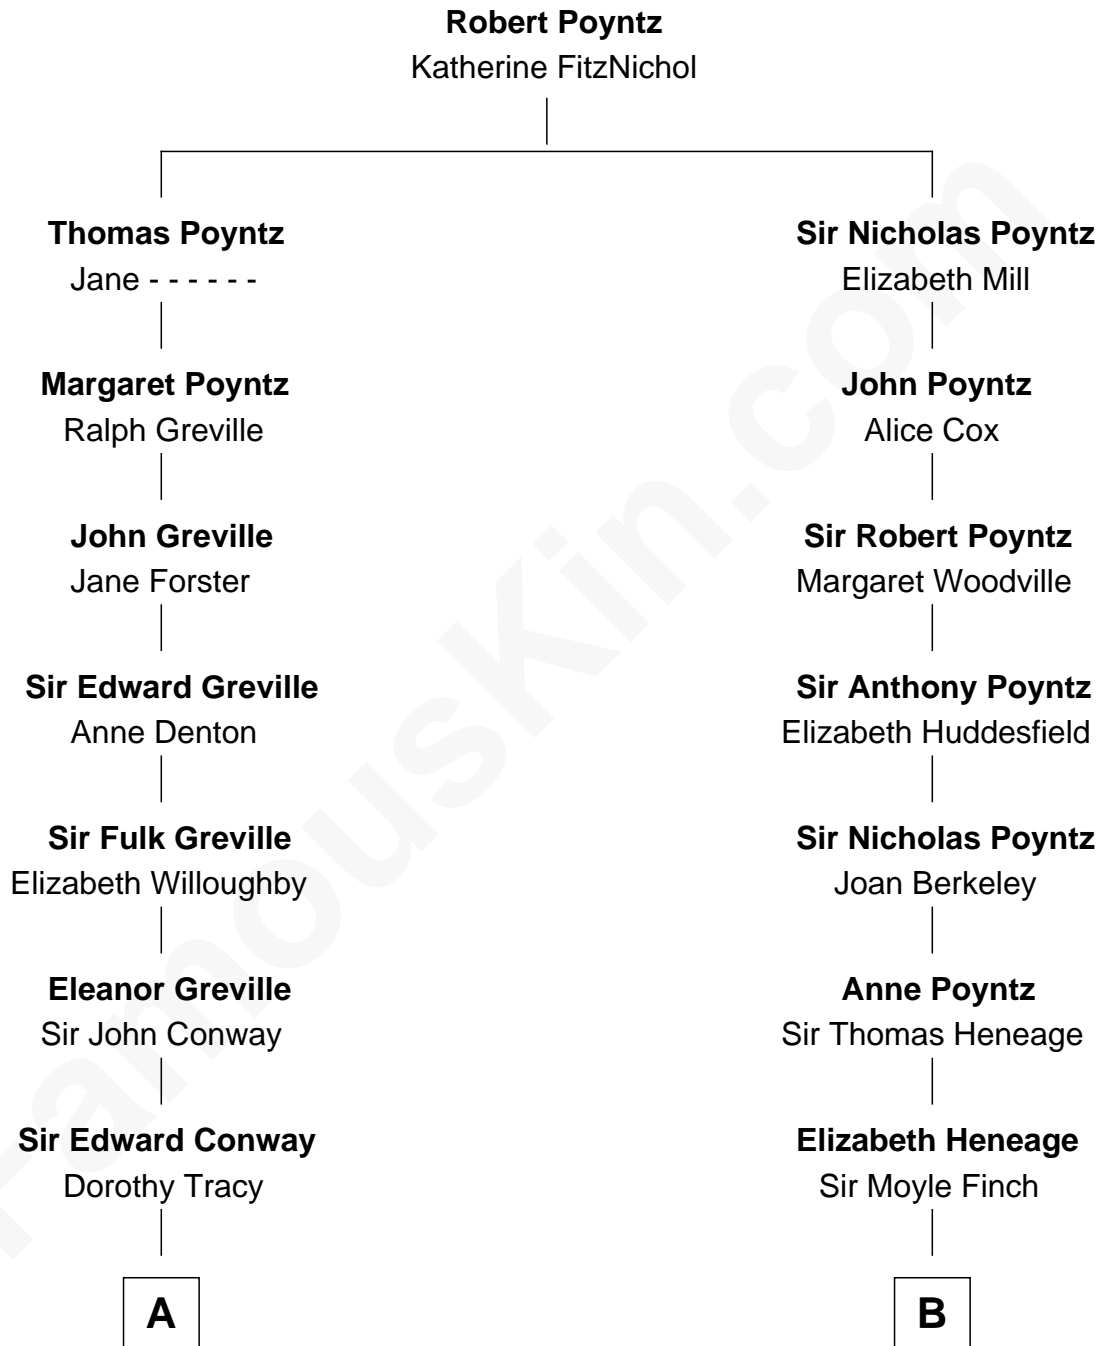 Robert Poyntz
Katherine FitzNichol
Thomas Poyntz
Jane - - - - - -
Sir Nicholas Poyntz
Elizabeth Mill
Margaret Poyntz
Ralph Greville
John Poyntz
Alice Cox
John Greville
Jane Forster
Sir Robert Poyntz
Margaret Woodville
Sir Edward Greville
Anne Denton
Sir Anthony Poyntz
Elizabeth Huddesfield
Sir Fulk Greville
Elizabeth Willoughby
Sir Nicholas Poyntz
Joan Berkeley
Eleanor Greville
Sir John Conway
Anne Poyntz
Sir Thomas Heneage
Sir Edward Conway
Dorothy Tracy
Elizabeth Heneage
Sir Moyle Finch
A
B
FamousKin.com